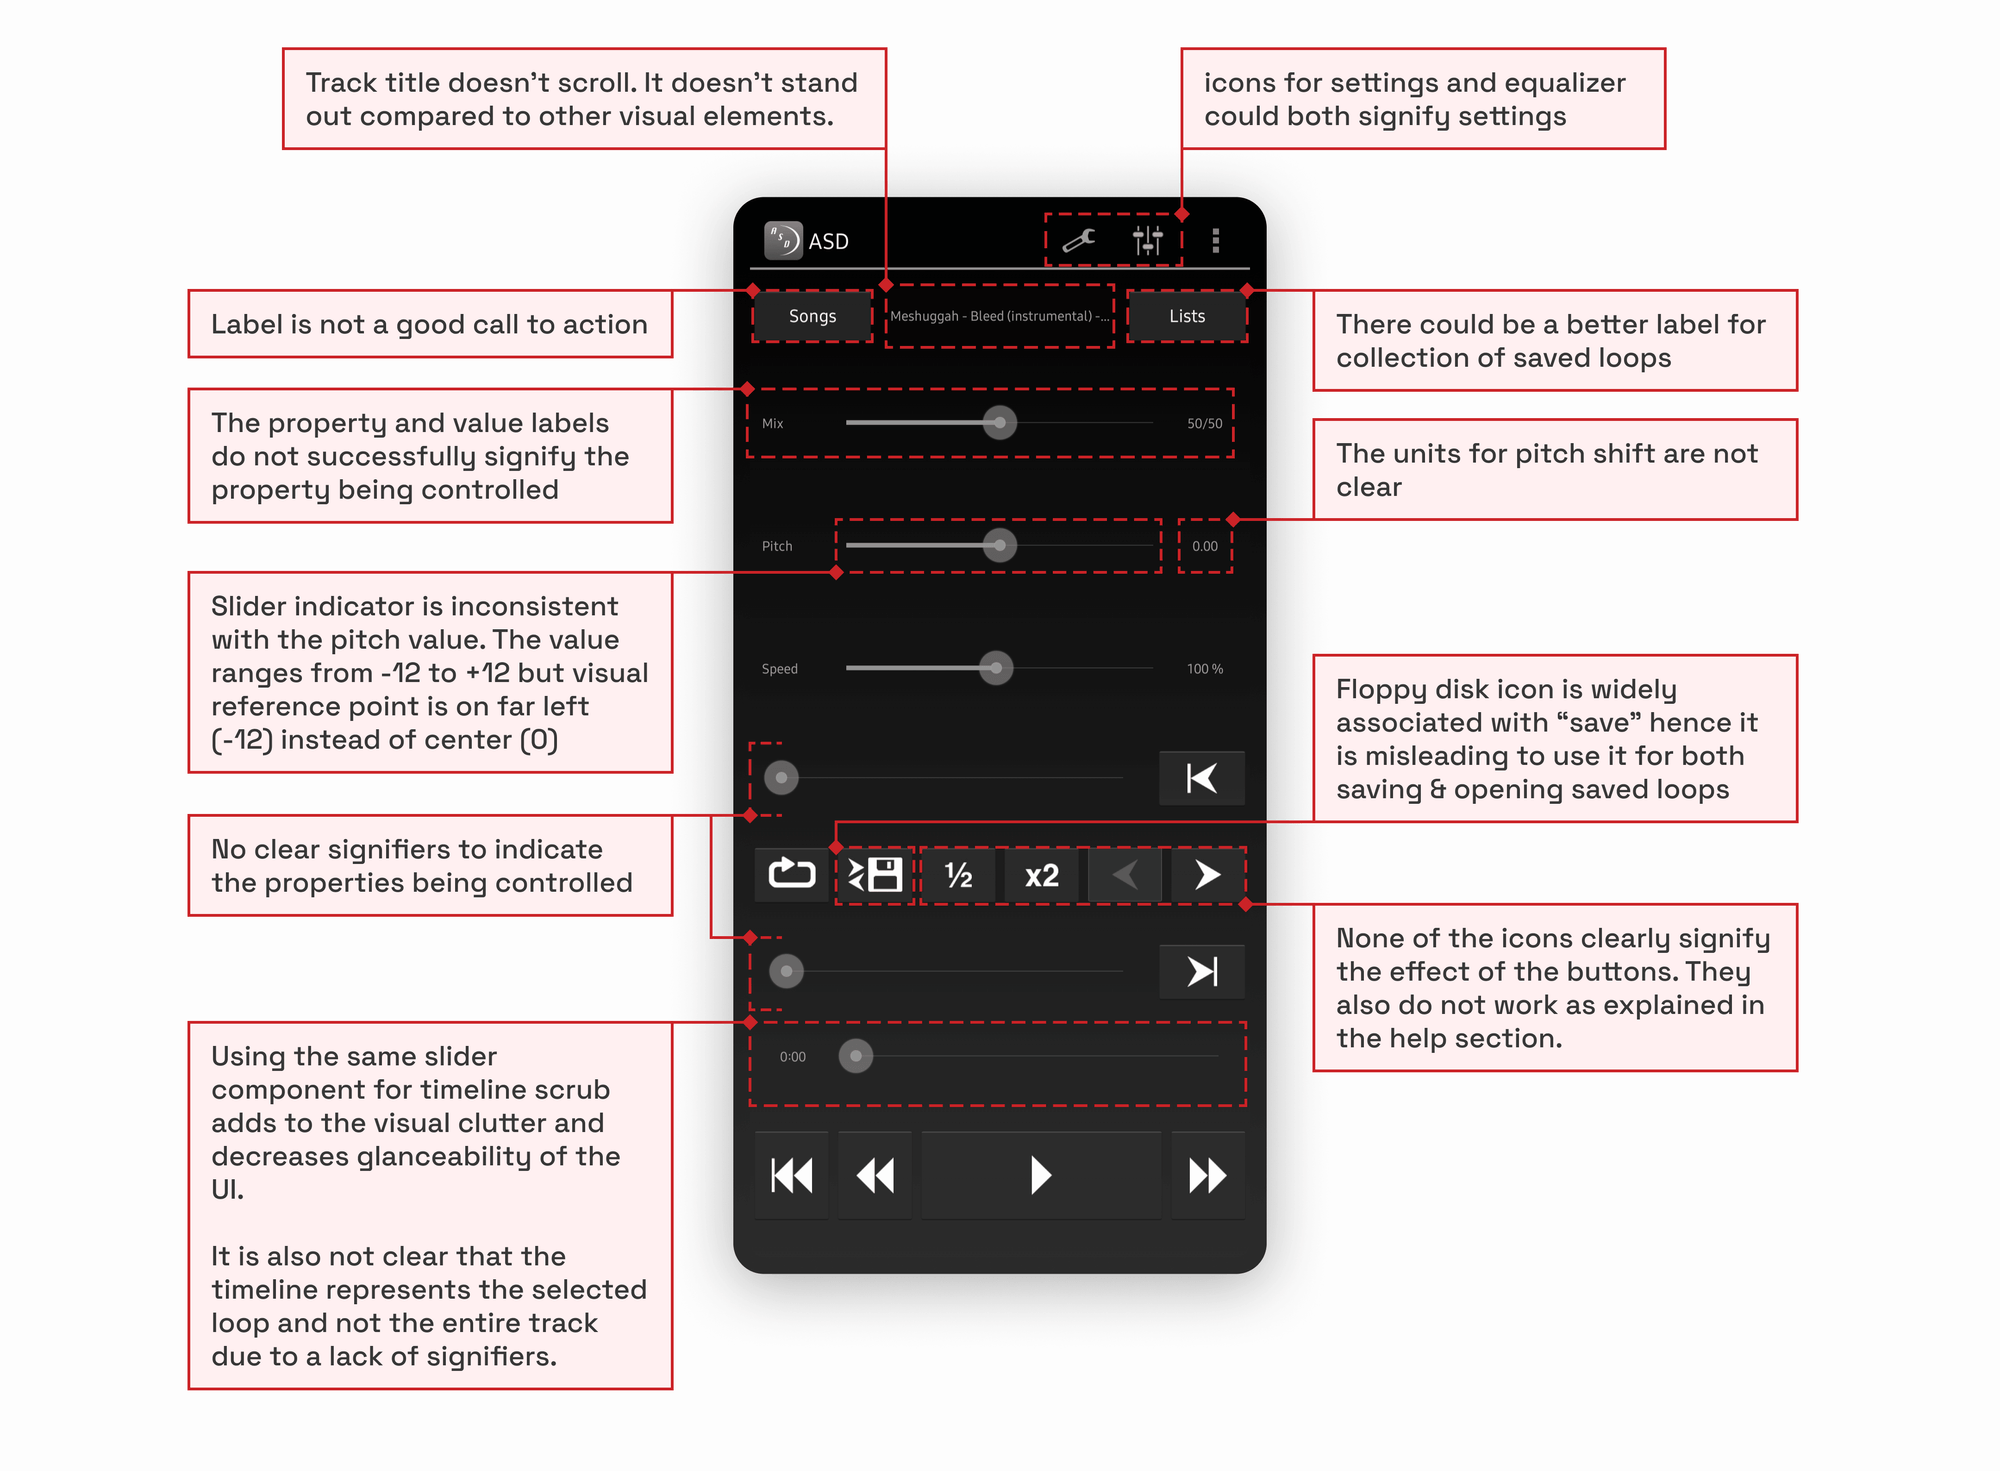 Track title doesn’t scroll. It doesn’t stand
out compared to other visual elements.
icons for settings and equalizer
could both signify settings
ASD
ASD
Songs
Meshuggah - Bleed (instrumental) -...
Lists
Label is not a good call to action
There could be a better label for
collection of saved loops
The property and value labels
do not successfully signify the
property being controlled
Mix
50/50
The units for pitch shift are not
clear
Pitch
0.00
Slider indicator is inconsistent
with the pitch value. The value
ranges from -12 to +12 but visual
reference point is on far left
(-12) instead of center (0)
Speed
100 %
Floppy disk icon is widely
associated with “save” hence it
is misleading to use it for both
saving & opening saved loops
No clear signifiers to indicate
the properties being controlled
½
x2
None of the icons clearly signify
the effect of the buttons. They
also do not work as explained in
the help section.
Using the same slider
component for timeline scrub
adds to the visual clutter and
decreases glanceability of the
UI.
It is also not clear that the
timeline represents the selected
loop and not the entire track
due to a lack of signifiers.
0:00